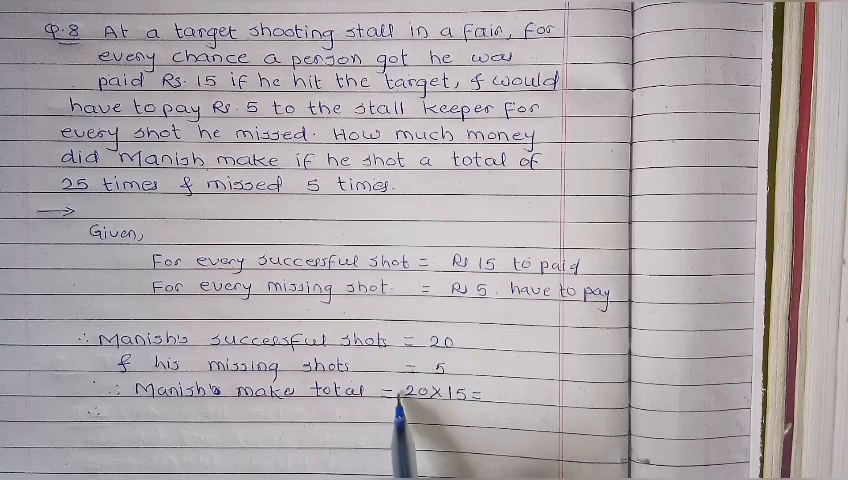 Q.8 At a target shooting stall in a fair, for
every chance a person got he was
paid Rs. 15 if he hit the target, & would
have to pay Rs. 5 to the stall keeper for
every shot he missed. How much money
did Manish make if he shot a total of
25 times & missed 5 times.
→
Given,
For every successful shot = Rs 15 to paid
For every missing shot. = Rs 5. have to pay
∴ Manish's successful shots = 20
& his missing shots = 5
∴ Manish's make total = 20×15=
∴